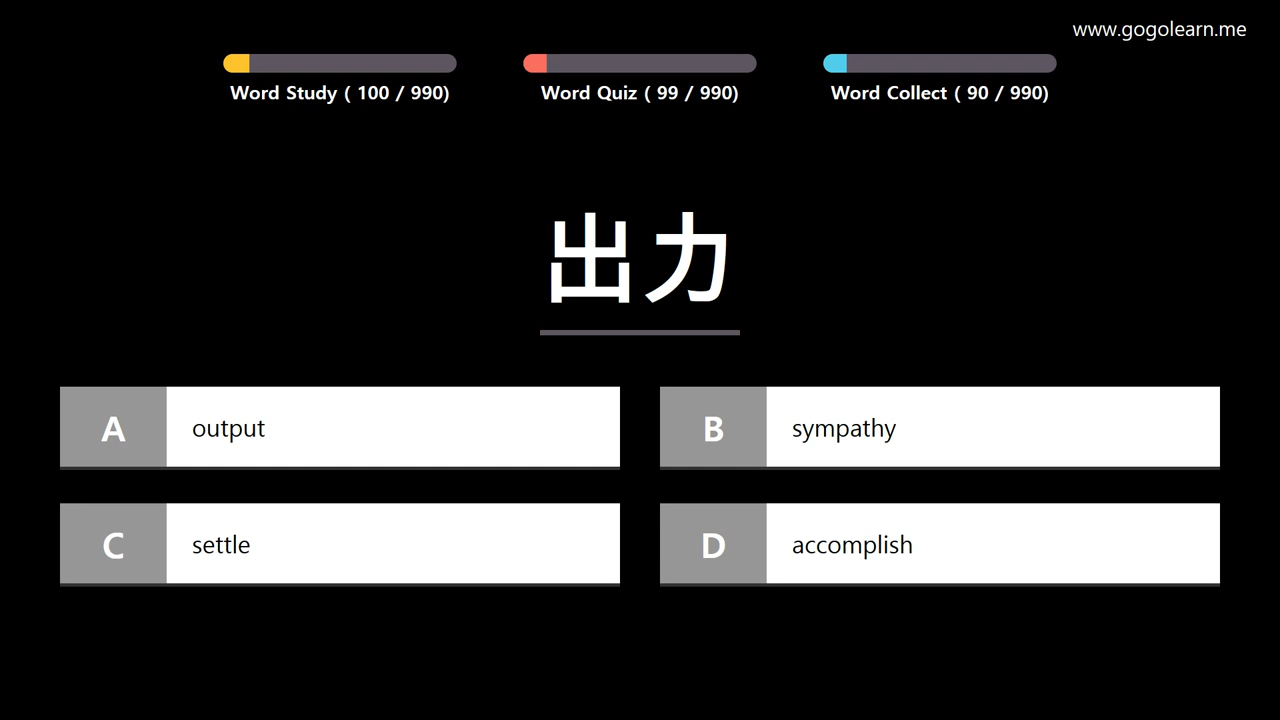 www.gogolearn.me
Word Study ( 100 / 990)
Word Quiz ( 99 / 990)
Word Collect ( 90 / 990)
出力
A output
B sympathy
C settle
D accomplish